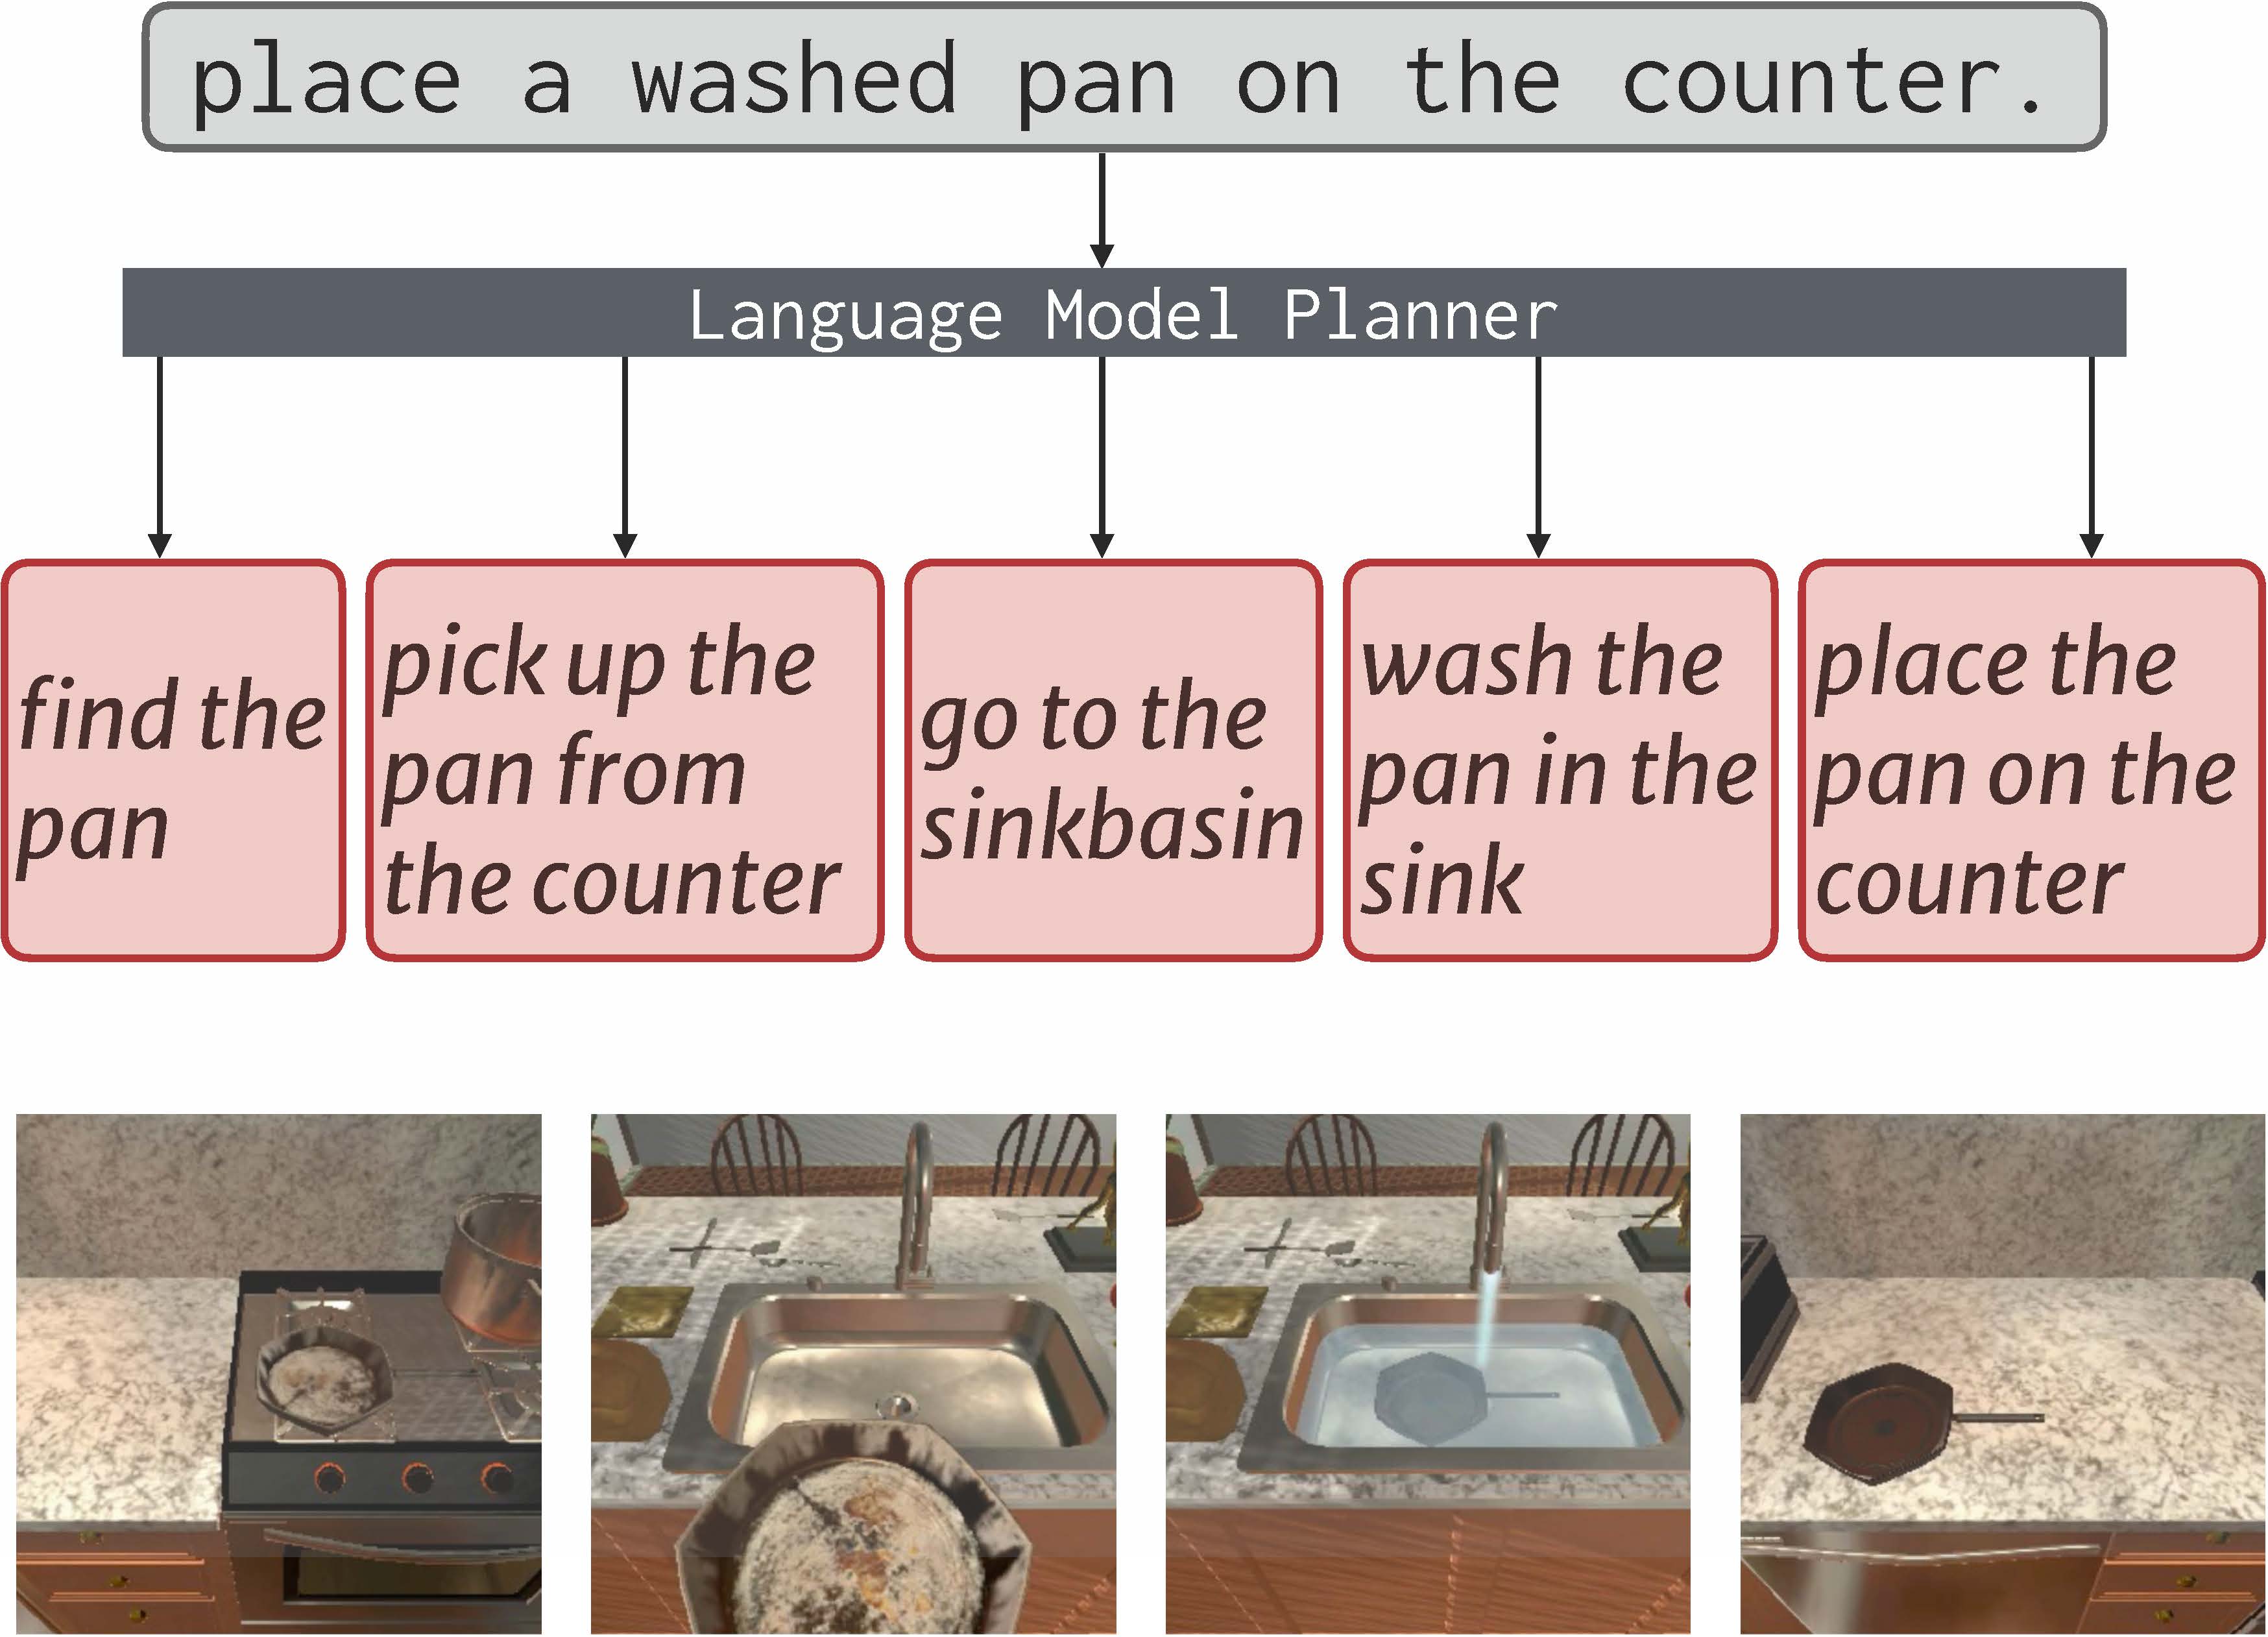 place a washed pan on the counter.
Language Model Planner
find the
pan
pick up the
pan from
the counter
go to the
sinkbasin
wash the
pan in the
sink
place the
pan on the
counter